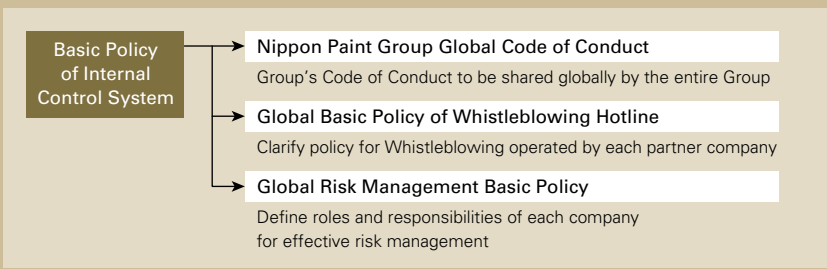 Basic Policy
of Internal
Control System
Nippon Paint Group Global Code of Conduct
Group's Code of Conduct to be shared globally by the entire Group
Global Basic Policy of Whistleblowing Hotline
Clarify policy for Whistleblowing operated by each partner company
Global Risk Management Basic Policy
Define roles and responsibilities of each company
for effective risk management